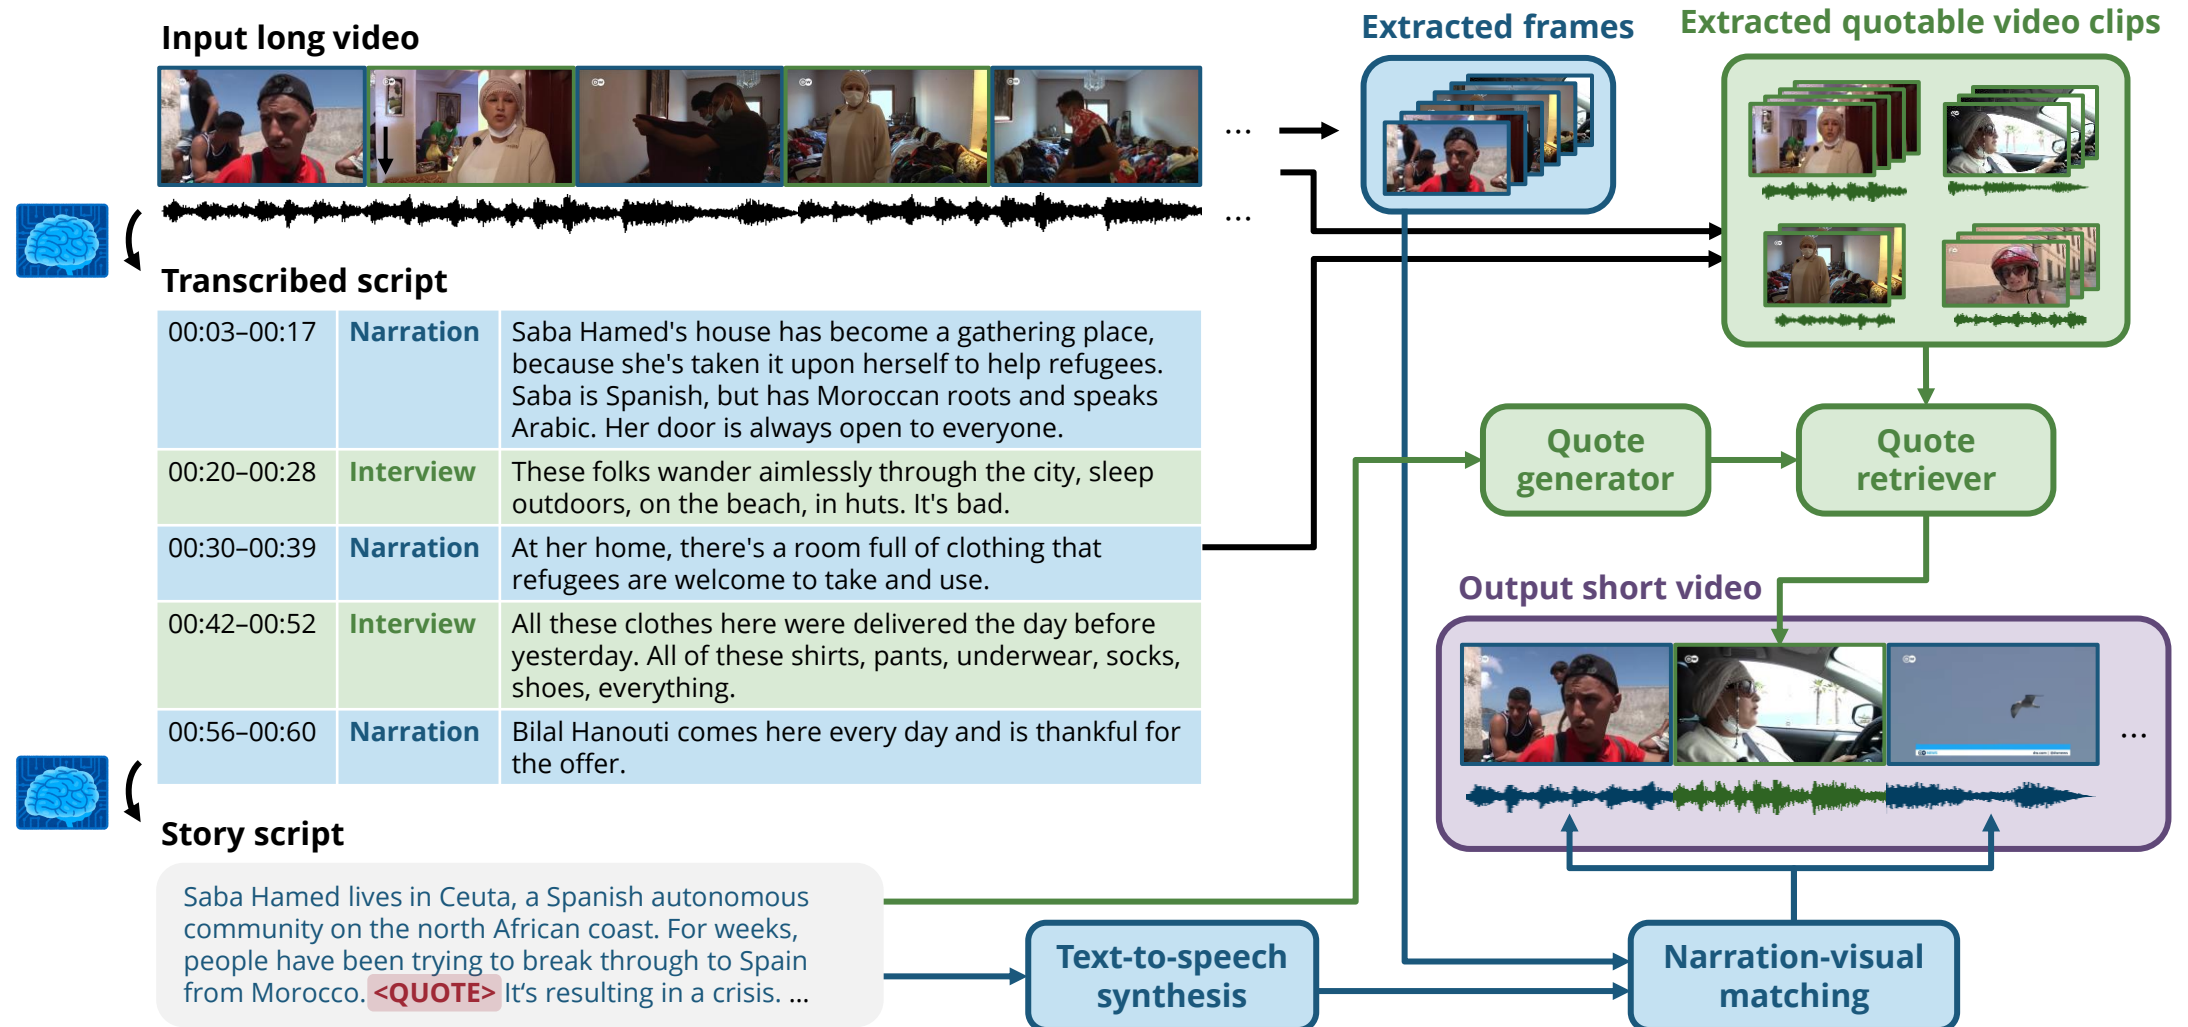 Input long video
...
...
Transcribed script
00:03–00:17 Narration Saba Hamed's house has become a gathering place,
because she's taken it upon herself to help refugees.
Saba is Spanish, but has Moroccan roots and speaks
Arabic. Her door is always open to everyone.
00:20–00:28 Interview These folks wander aimlessly through the city, sleep
outdoors, on the beach, in huts. It's bad.
00:30–00:39 Narration At her home, there's a room full of clothing that
refugees are welcome to take and use.
00:42–00:52 Interview All these clothes here were delivered the day before
yesterday. All of these shirts, pants, underwear, socks,
shoes, everything.
00:56–00:60 Narration Bilal Hanouti comes here every day and is thankful for
the offer.
Story script
Saba Hamed lives in Ceuta, a Spanish autonomous
community on the north African coast. For weeks,
people have been trying to break through to Spain
from Morocco. <QUOTE> It‘s resulting in a crisis. ...
Extracted frames
Extracted quotable video clips
Quote
generator
Quote
retriever
Output short video
...
Text-to-speech
synthesis
Narration-visual
matching